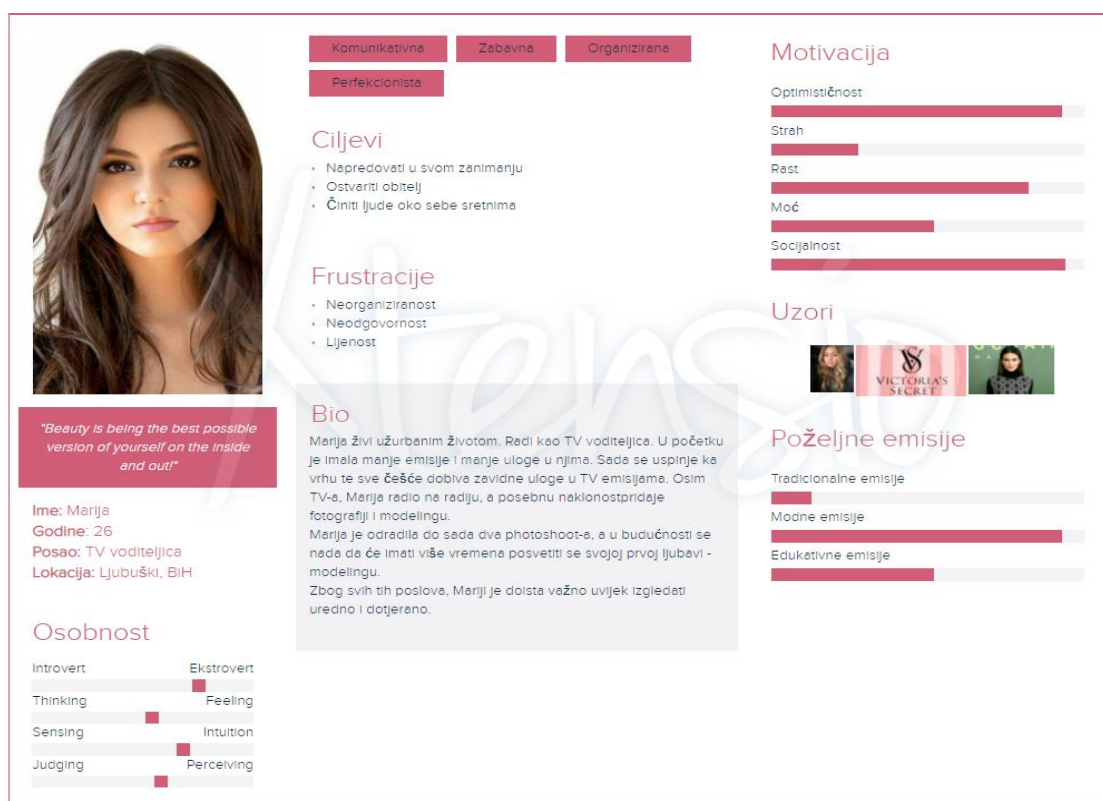 "Beauty is being the best possible
version of yourself on the inside
and out!"
Ime: Marija
Godine: 26
Posao: TV voditeljica
Lokacija: Ljubuški, BiH
Osobnost
Introvert Ekstrovert
Thinking Feeling
Sensing Intuition
Judging Perceiving
Komunikativna Zabavna Organizirana
Perfekcionista
Ciljevi
Napredovati u svom zanimanju
Ostvariti obitelj
Činiti ljude oko sebe sretnima
Frustracije
Neorganiziranost
Neodgovornost
Lijenost
Bio
Marija živi užurbanim životom. Radi kao TV voditeljica. U početku
je imala manje emisije i manje uloge u njima. Sada se uspinje ka
vrhu te sve češće dobiva zavidne uloge u TV emisijama. Osim
TV-a, Marija radio na radiju, a posebnu naklonostpridaje
fotografiji i modelingu.
Marija je odradila do sada dva photoshoot-a, a u budućnosti se
nada da će imati više vremena posvetiti se svojoj prvoj ljubavi -
modelingu.
Zbog svih tih poslova, Mariji je doista važno uvijek izgledati
uredno i dotjerano.
Motivacija
Optimističnost
Strah
Rast
Moć
Socijalnost
Uzori
VS
VICTORIA'S
SECRET
Poželjne emisije
Tradicionalne emisije
Modne emisije
Edukativne emisije
Xtensio